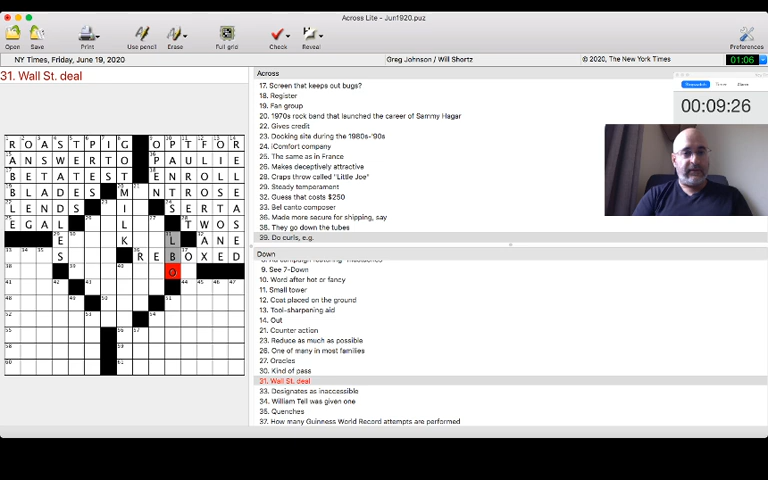 Across Lite - Jun1920.puz
Open Save Print Use pencil Erase Full grid Check Reveal Preferences
NY Times, Friday, June 19, 2020 Greg Johnson / Will Shortz © 2020, The New York Times 01:06
31. Wall St. deal
Across
17. Screen that keeps out bugs?
18. Register
19. Fan group
20. 1970s rock band that launched the career of Sammy Hagar
22. Gives credit
23. Docking site during the 1980s-'90s
24. iComfort company
25. The same as in France
26. Makes deceptively attractive
28. Craps throw called "Little Joe"
29. Steady temperament
32. Guess that costs $250
33. Bel canto composer
36. Made more secure for shipping, say
38. They go down the tubes
39. Do curls, e.g.
Down
9. See 7-Down
10. Word after hot or fancy
11. Small tower
12. Coat placed on the ground
13. Tool-sharpening aid
14. Out
21. Counter action
23. Reduce as much as possible
26. One of many in most families
27. Oracles
30. Kind of pass
31. Wall St. deal
33. Designates as inaccessible
34. William Tell was given one
35. Quenches
37. How many Guinness World Record attempts are performed
00:09:26
ROASTPIG OPTFOR
ANSWERTO PAULIE
BETATEST ENROLL
BLADES M NTROSE
LENDS I SERTA
EGAL L TWOS
E L L ANE
S K REBOXED
O